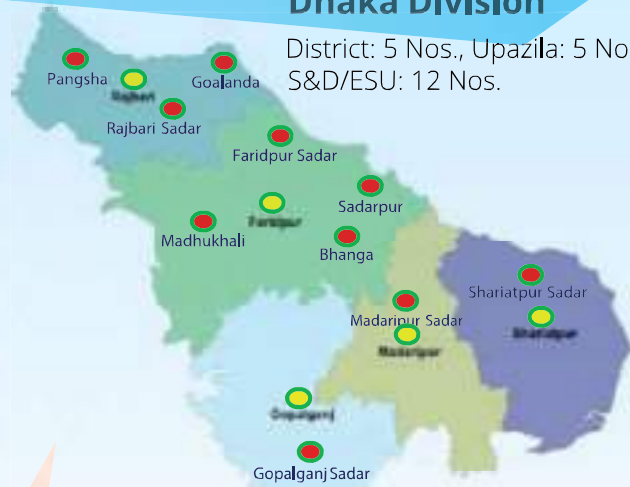 Dhaka Division
District: 5 Nos., Upazila: 5 No
S&D/ESU: 12 Nos.
Pangsha
Goalanda
Rajbari
Rajbari Sadar
Faridpur Sadar
Sadarpur
Faridpur
Madhukhali
Bhanga
Shariatpur Sadar
Madaripur Sadar
Shariatpur
Madaripur
Gopalganj
Gopalganj Sadar